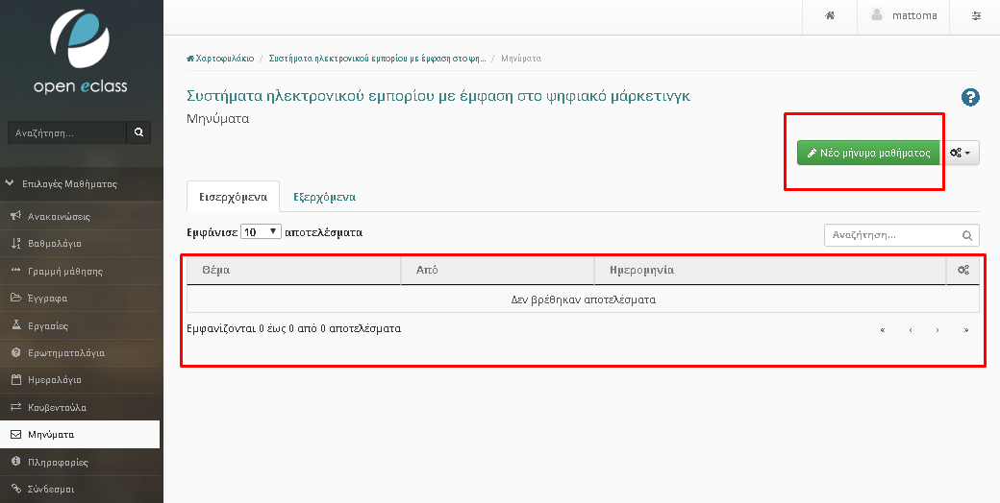 mattoma
open eclass
Αναζήτηση...
Επιλογές Μαθήματος
Ανακοινώσεις
Βαθμολόγιο
Γραμμή μάθησης
Έγγραφα
Εργασίες
Ερωτηματολόγια
Ημερολόγιο
Κουβεντούλα
Μηνύματα
Πληροφορίες
Σύνδεσμοι
Χαρτοφυλάκιο / Συστήματα ηλεκτρονικού εμπορίου με έμφαση στο ψη... / Μηνύματα
Συστήματα ηλεκτρονικού εμπορίου με έμφαση στο ψηφιακό μάρκετινγκ
Μηνύματα
Νέο μήνυμα μαθήματος
Εισερχόμενα Εξερχόμενα
Εμφάνισε 10 αποτελέσματα
Αναζήτηση...
Θέμα Από Ημερομηνία
Δεν βρέθηκαν αποτελέσματα
Εμφανίζονται 0 έως 0 από 0 αποτελέσματα « ‹ › »